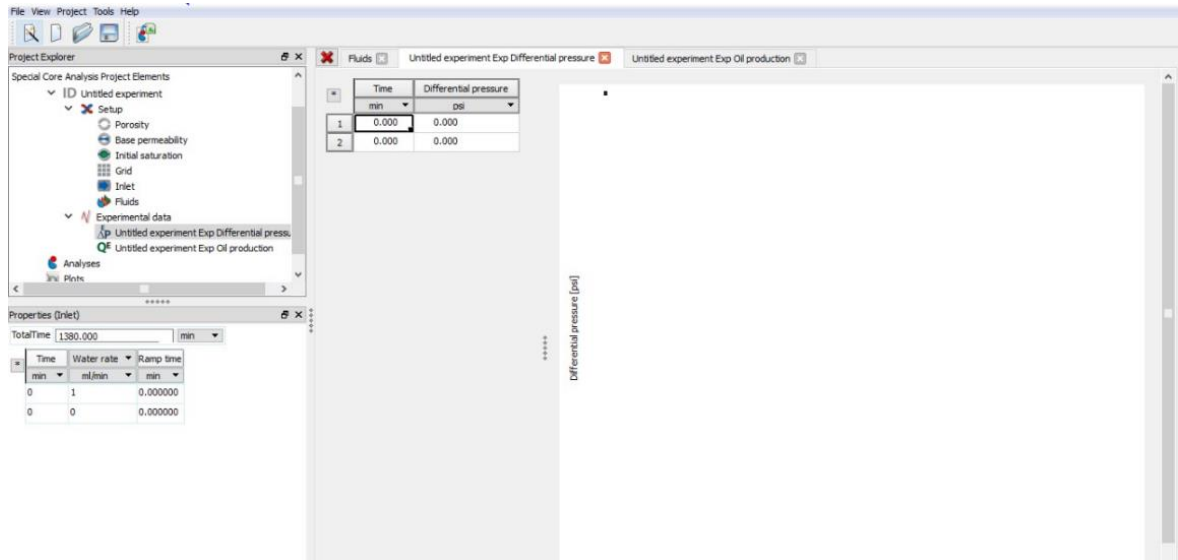 File View Project Tools Help
Project Explorer
Special Core Analysis Project Elements
ID Untitled experiment
Setup
Porosity
Base permeability
Initial saturation
Grid
Inlet
Fluids
Experimental data
Untitled experiment Exp Differential pressu
Untitled experiment Exp Oil production
Analyses
Plots
Properties (Inlet)
TotalTime 1380.000 min
Time Water rate Ramp time
min ml/min min
0 1 0.000000
0 0 0.000000
Fluids Untitled experiment Exp Differential pressure Untitled experiment Exp Oil production
Time Differential pressure
min psi
1 0.000 0.000
2 0.000 0.000
Differential pressure [psi]